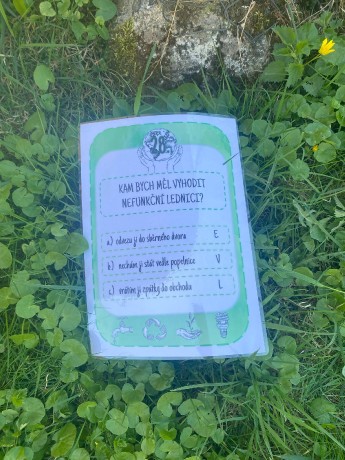 28.
KAM BYCH MĚL VYHODIT
NEFUNKČNÍ LEDNICI?
a) odvezu ji do sběrného dvora E
b) nechám ji stát vedle popelnice V
c) vrátím ji zpátky do obchodu L